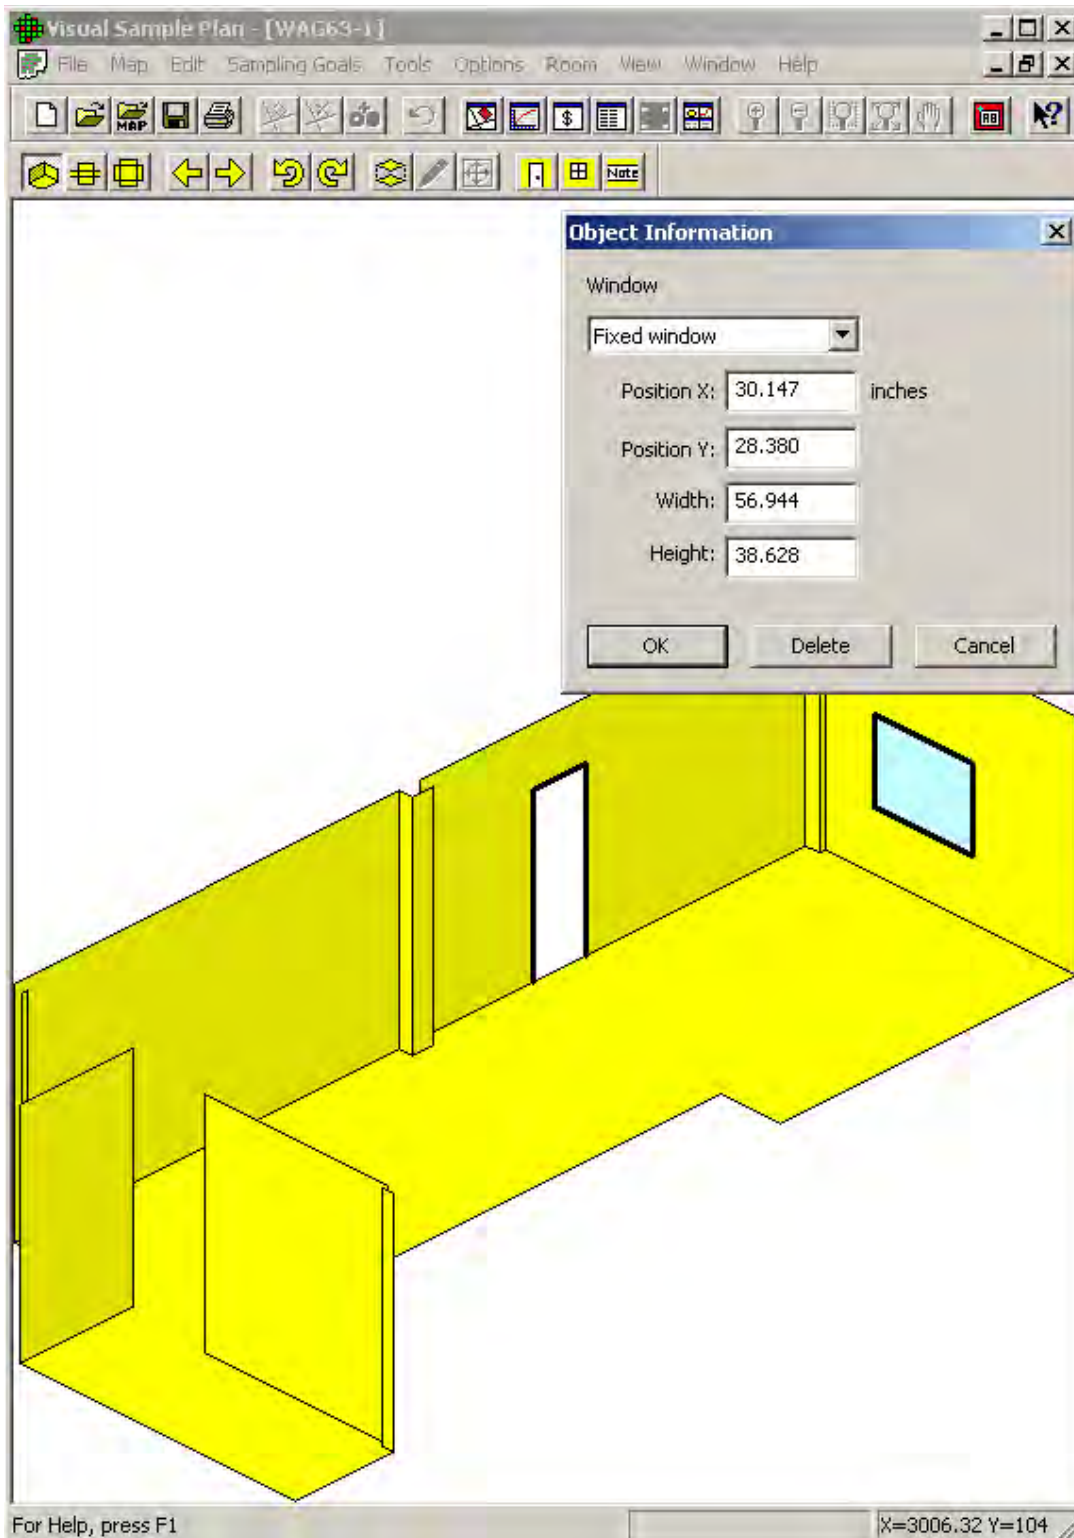 Visual Sample Plan - [WAG63-1]
File Map Edit Sampling Goals Tools Options Room View Window Help
MAP $ AB ?
Note
Object Information
Window
Fixed window
Position X: 30.147 inches
Position Y: 28.380
Width: 56.944
Height: 38.628
OK Delete Cancel
For Help, press F1 X=3006.32 Y=104